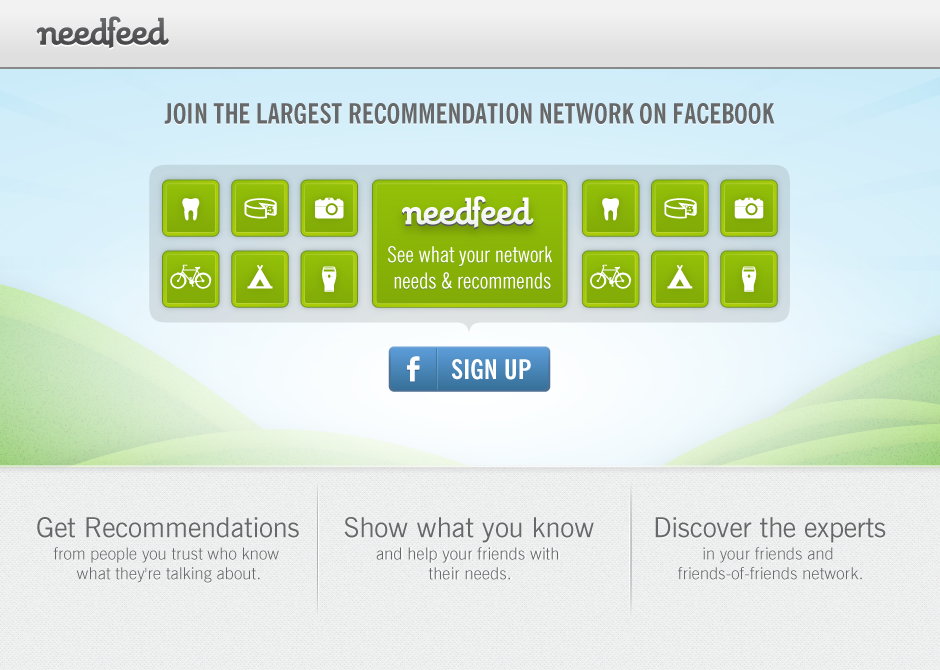 needfeed
JOIN THE LARGEST RECOMMENDATION NETWORK ON FACEBOOK
needfeed
See what your network
needs & recommends
f SIGN UP
Get Recommendations
from people you trust who know
what they're talking about.
Show what you know
and help your friends with
their needs.
Discover the experts
in your friends and
friends-of-friends network.